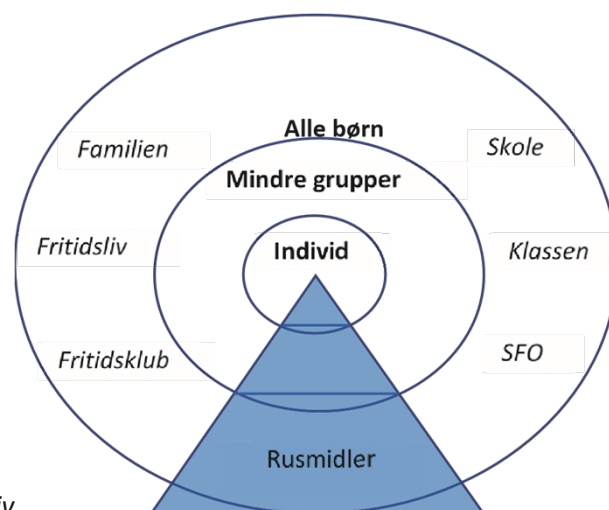 Alle børn
Familien
Skole
Mindre grupper
Fritidsliv
Individ
Klassen
Fritidsklub
SFO
Rusmidler